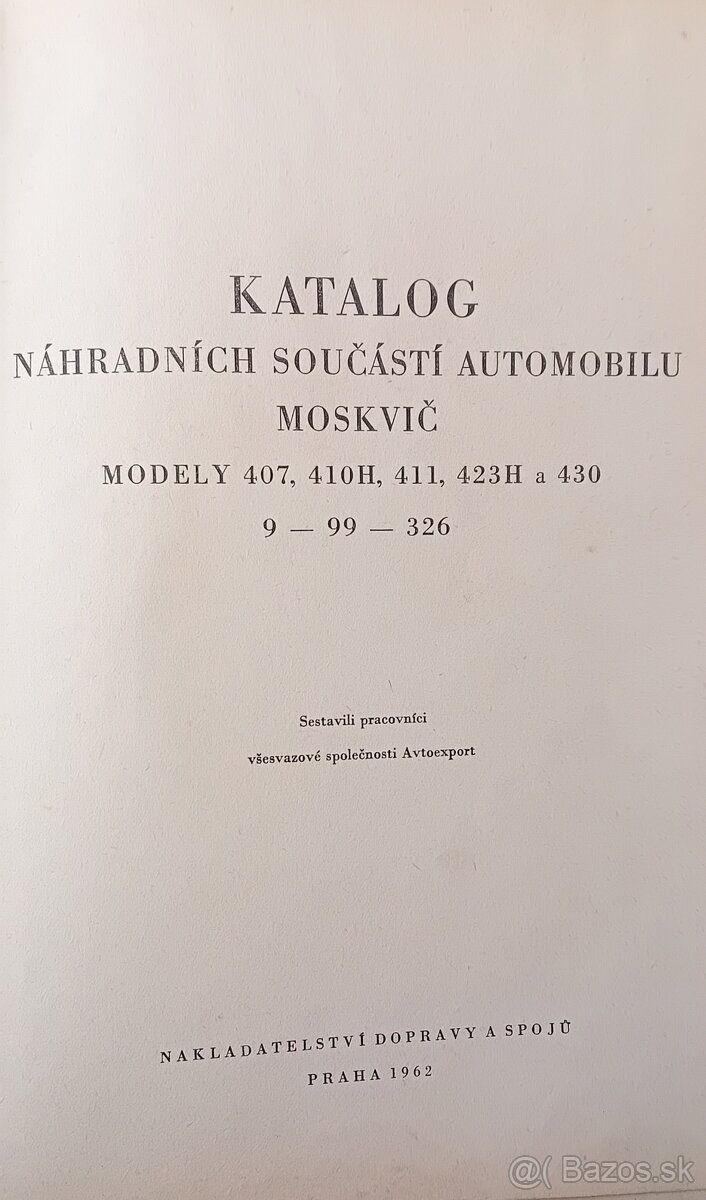 KATALOG
NÁHRADNÍCH SOUČÁSTÍ AUTOMOBILU
MOSKVIČ
MODELY 407, 410H, 411, 423H a 430
9 — 99 — 326
Sestavili pracovníci
všesvazové společnosti Avtoexport
NAKLADATELSTVÍ DOPRAVY A SPOJŮ
PRAHA 1962
@( Bazos.sk